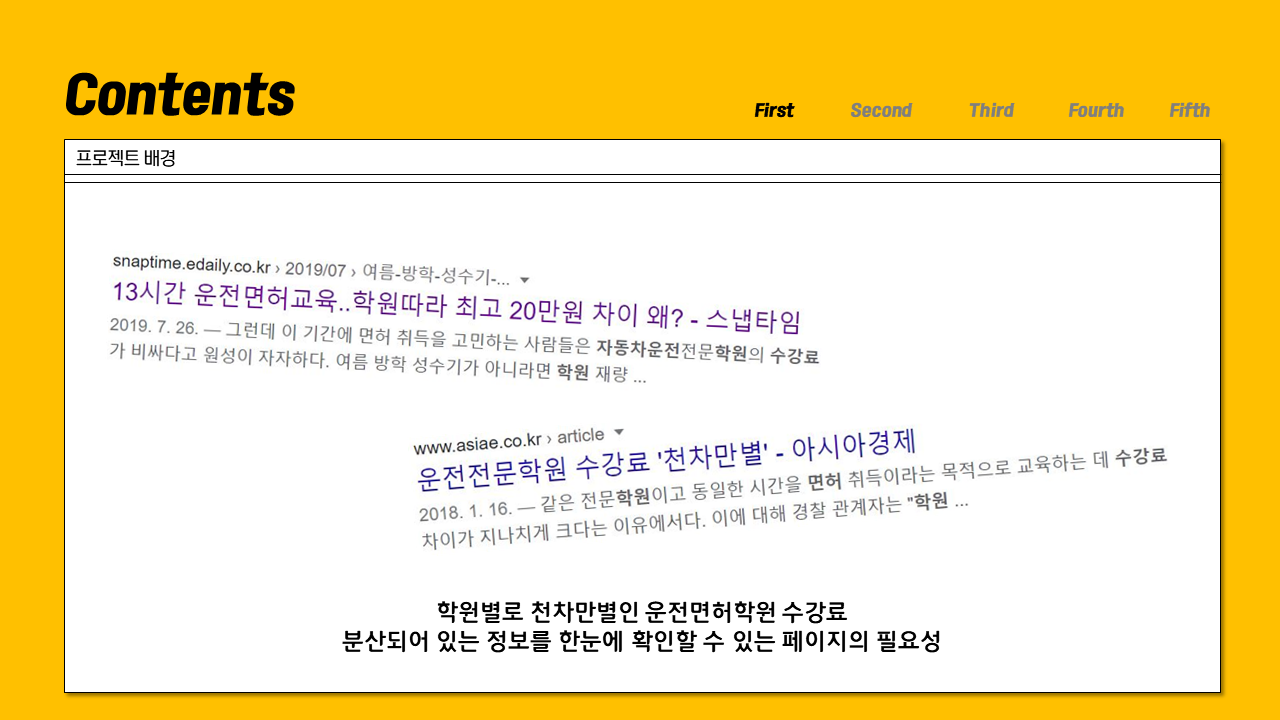 Contents
First Second Third Fourth Fifth
프로젝트 배경
snaptime.edaily.co.kr › 2019/07 › 여름-방학-성수기-...
13시간 운전면허교육..학원따라 최고 20만원 차이 왜? - 스냅타임
2019. 7. 26. — 그런데 이 기간에 면허 취득을 고민하는 사람들은 자동차운전전문학원의 수강료
가 비싸다고 원성이 자자하다. 여름 방학 성수기가 아니라면 학원 재량 ...
www.asiae.co.kr › article
운전전문학원 수강료 '천차만별' - 아시아경제
2018. 1. 16. — 같은 전문학원이고 동일한 시간을 면허 취득이라는 목적으로 교육하는 데 수강료
차이가 지나치게 크다는 이유에서다. 이에 대해 경찰 관계자는 "학원 ...
학원별로 천차만별인 운전면허학원 수강료
분산되어 있는 정보를 한눈에 확인할 수 있는 페이지의 필요성